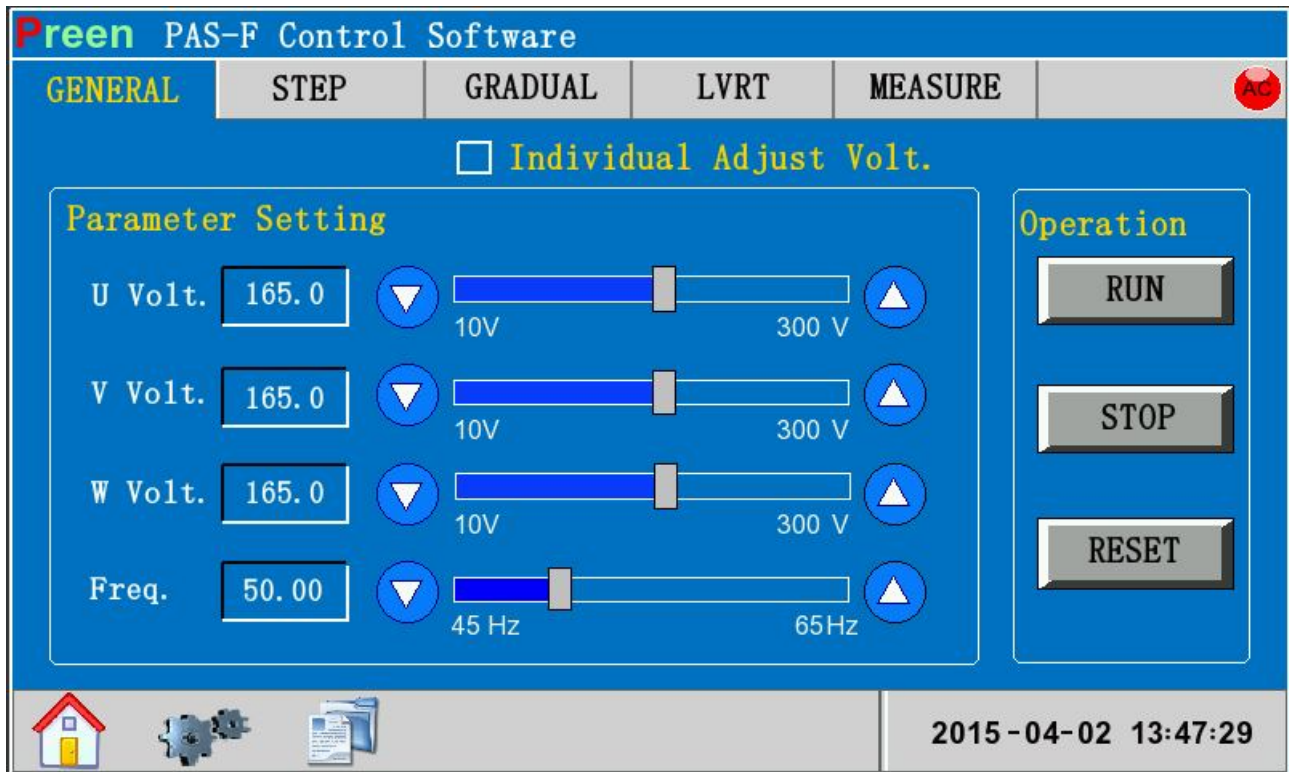 Preen PAS-F Control Software
GENERAL STEP GRADUAL LVRT MEASURE AC
Individual Adjust Volt.
Parameter Setting
Operation
U Volt. 165.0
10V 300 V
RUN
V Volt. 165.0
10V 300 V
STOP
W Volt. 165.0
10V 300 V
RESET
Freq. 50.00
45 Hz 65Hz
2015-04-02 13:47:29